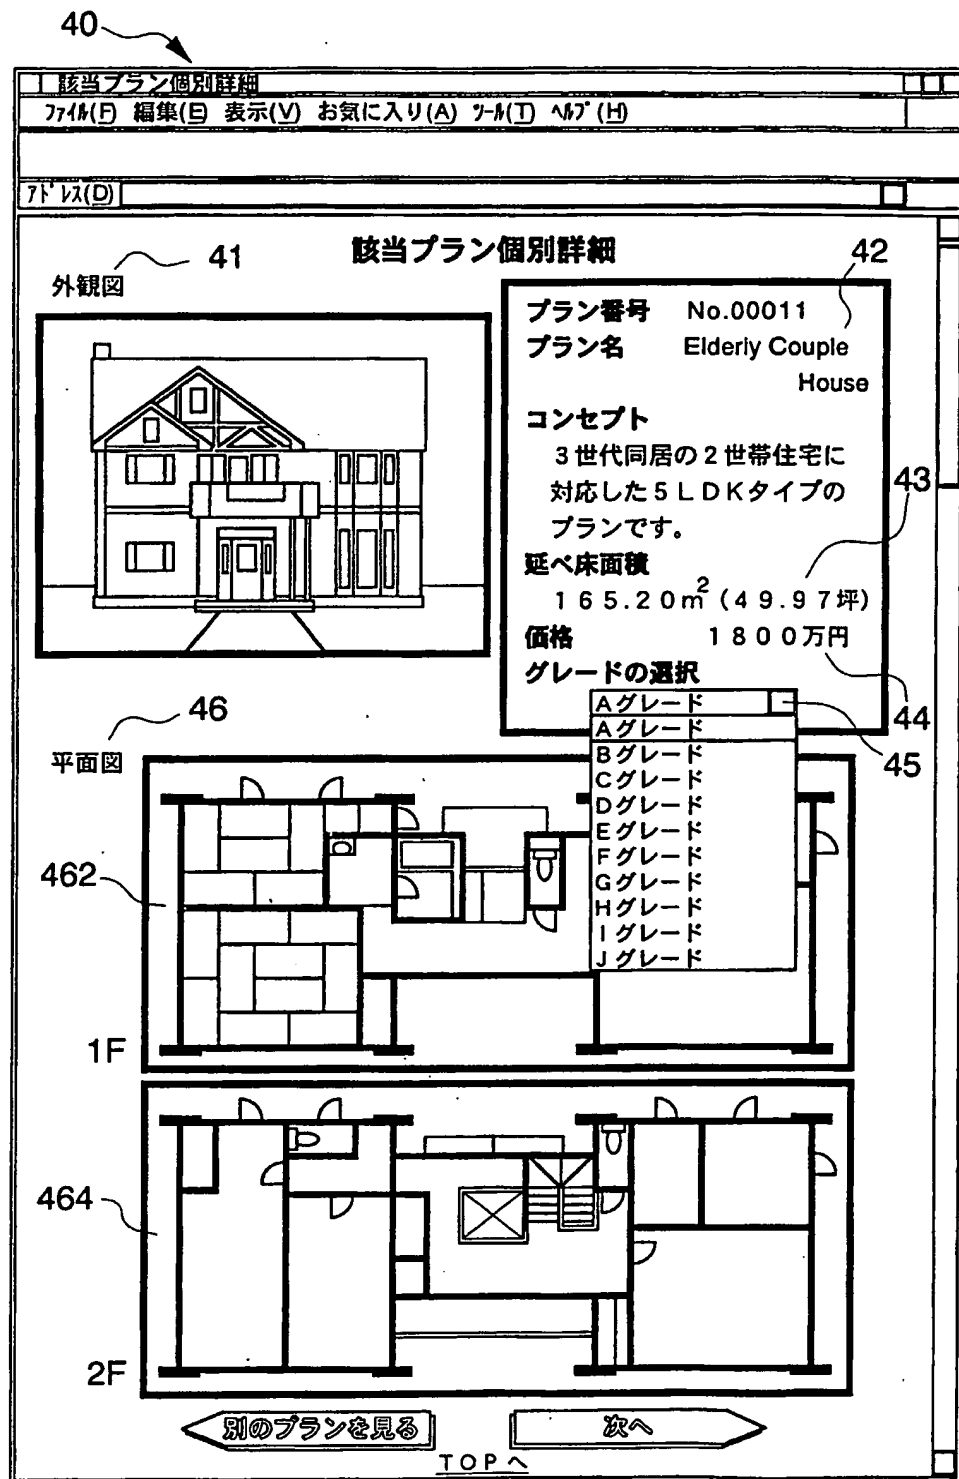 40
該当プラン個別詳細
ファイル(F) 編集(E) 表示(V) お気に入り(A) ツール(T) ヘルプ(H)
アドレス(D)
該当プラン個別詳細
41
外観図
42
プラン番号 No.00011
プラン名 Elderly Couple
House
コンセプト
3世代同居の2世帯住宅に
対応した5LDKタイプの
プランです。
43
延べ床面積
165.20m²(49.97坪)
価格 1800万円
44
グレードの選択
Aグレード
45
Aグレード
Bグレード
Cグレード
Dグレード
Eグレード
Fグレード
Gグレード
Hグレード
Iグレード
Jグレード
46
平面図
462
1F
464
2F
別のプランを見る
次へ
TOPへ